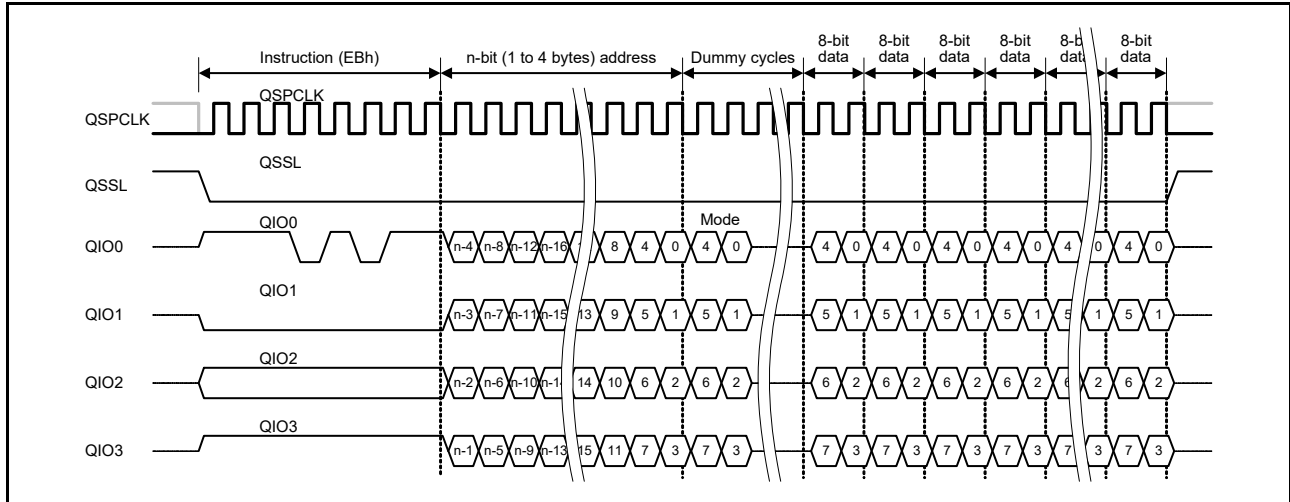 8-bit 8-bit 8-bit 8-bit 8-bit
Instruction (EBh) n-bit (1 to 4 bytes) address Dummy cycles data data data data data data
QSPCLK
QSPCLK
QSSL
QSSL
Mode
QIO0
QIO0 n-4 n-8 n-12 n-16 8 4 0 4 0 4 0 4 0 4 0 4 0 4 0 4 0
QIO1
QIO1 n-3 n-7 n-11 n-15 13 9 5 1 5 1 5 1 5 1 5 1 5 1 5 1 5 1
QIO2
QIO2 n-2 n-6 n-10 n-14 14 10 6 2 6 2 6 2 6 2 6 2 6 2 6 2 6 2
QIO3
QIO3 n-1 n-5 n-9 n-13 15 11 7 3 7 3 7 3 7 3 7 3 7 3 7 3 7 3